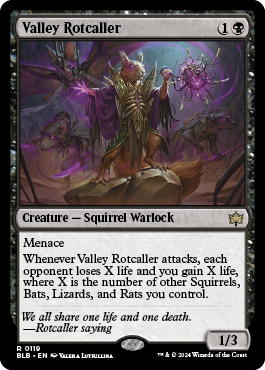 Valley Rotcaller 1
Creature — Squirrel Warlock
Menace
Whenever Valley Rotcaller attacks, each
opponent loses X life and you gain X life,
where X is the number of other Squirrels,
Bats, Lizards, and Rats you control.
We all share one life and one death.
—Rotcaller saying
1/3
R 0119
BLB • EN Valera Lutfullina
™ & © 2024 Wizards of the Coast